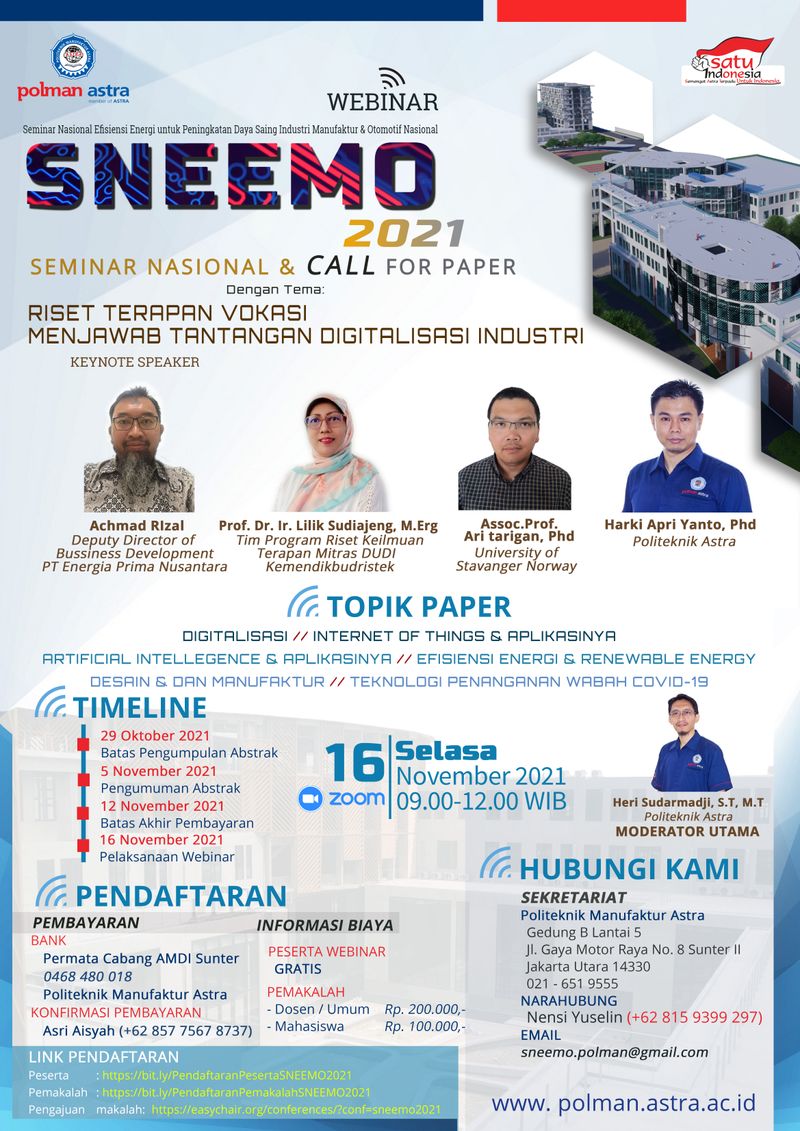 polman astra
member of ASTRA
satu
Indonesia
Semangat Astra Terpadu Untuk Indonesia
WEBINAR
Seminar Nasional Efisiensi Energi untuk Peningkatan Daya Saing Industri Manufaktur & Otomotif Nasional
SNEEMO
2021
SEMINAR NASIONAL & CALL FOR PAPER
Dengan Tema:
RISET TERAPAN VOKASI
MENJAWAB TANTANGAN DIGITALISASI INDUSTRI
KEYNOTE SPEAKER
Achmad RIzal
Deputy Director of
Bussiness Development
PT Energia Prima Nusantara
Prof. Dr. Ir. Lilik Sudiajeng, M.Erg
Tim Program Riset Keilmuan
Terapan Mitras DUDI
Kemendikbudristek
Assoc.Prof.
Ari tarigan, Phd
University of
Stavanger Norway
Harki Apri Yanto, Phd
Politeknik Astra
TOPIK PAPER
DIGITALISASI // INTERNET OF THINGS & APLIKASINYA
ARTIFICIAL INTELLEGENCE & APLIKASINYA // EFISIENSI ENERGI & RENEWABLE ENERGY
DESAIN & DAN MANUFAKTUR // TEKNOLOGI PENANGANAN WABAH COVID-19
TIMELINE
29 Oktober 2021
Batas Pengumpulan Abstrak
5 November 2021
Pengumuman Abstrak
12 November 2021
Batas Akhir Pembayaran
16 November 2021
Pelaksanaan Webinar
16 Selasa
November 2021
zoom 09.00-12.00 WIB
Heri Sudarmadji, S.T, M.T
Politeknik Astra
MODERATOR UTAMA
PENDAFTARAN
PEMBAYARAN
BANK
Permata Cabang AMDI Sunter
0468 480 018
Politeknik Manufaktur Astra
KONFIRMASI PEMBAYARAN
Asri Aisyah (+62 857 7567 8737)
INFORMASI BIAYA
PESERTA WEBINAR
GRATIS
PEMAKALAH
- Dosen / Umum Rp. 200.000,-
- Mahasiswa Rp. 100.000,-
HUBUNGI KAMI
SEKRETARIAT
Politeknik Manufaktur Astra
Gedung B Lantai 5
Jl. Gaya Motor Raya No. 8 Sunter II
Jakarta Utara 14330
021 - 651 9555
NARAHUBUNG
Nensi Yuselin (+62 815 9399 297)
EMAIL
sneemo.polman@gmail.com
LINK PENDAFTARAN
Peserta : https://bit.ly/PendaftaranPesertaSNEEMO2021
Pemakalah : https://bit.ly/PendaftaranPemakalahSNEEMO2021
Pengajuan makalah: https://easychair.org/conferences/?conf=sneemo2021
www. polman.astra.ac.id